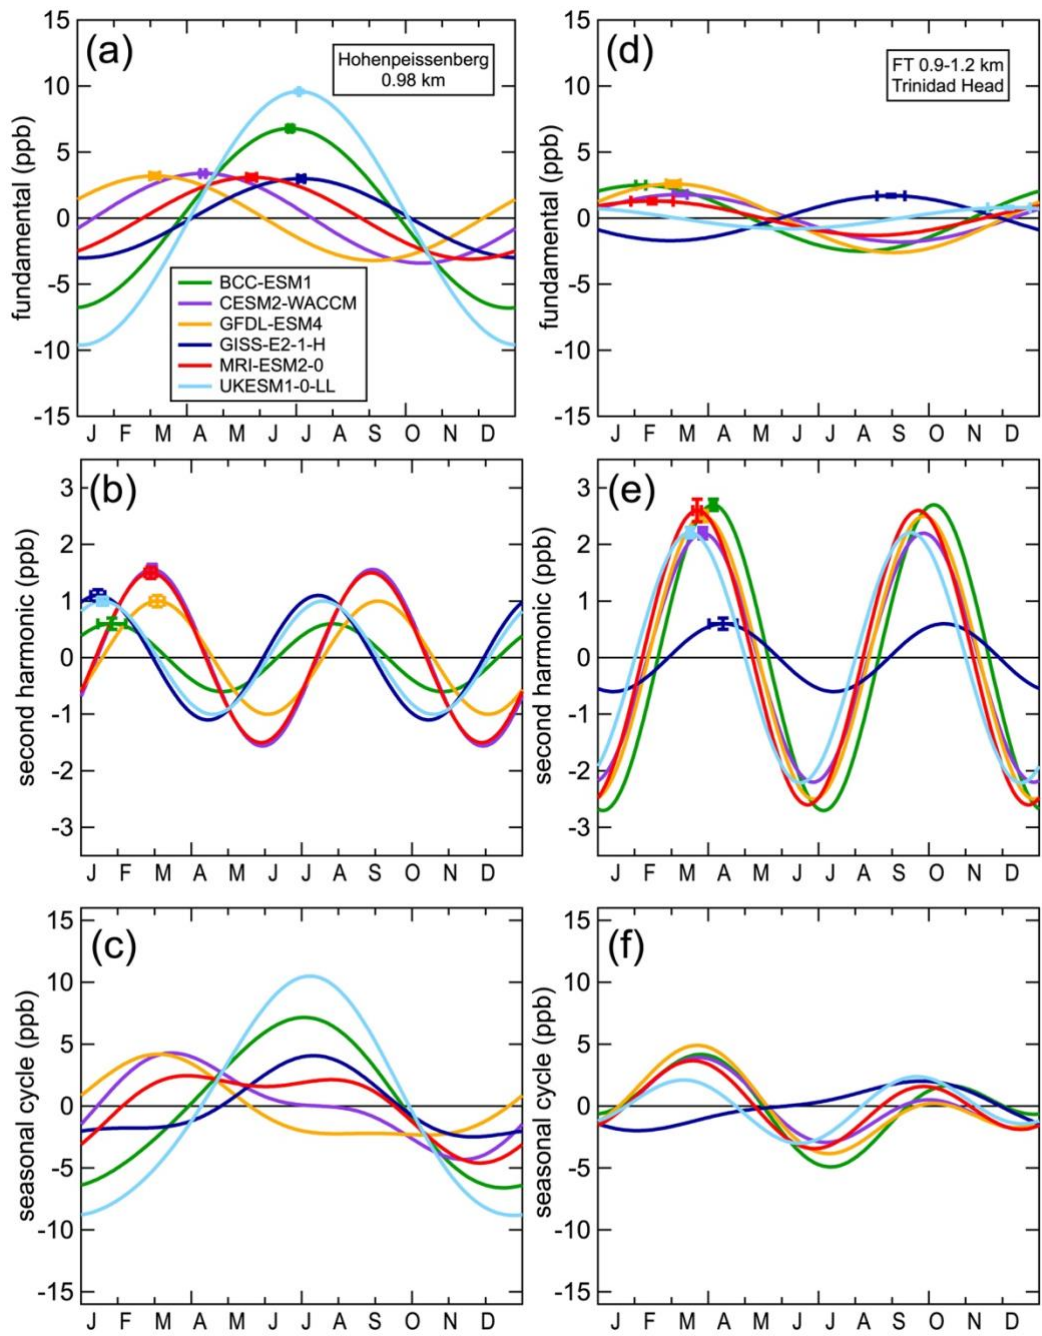 (a)
Hohenpeissenberg
0.98 km
fundamental (ppb)
15
10
5
0
-5
-10
-15
BCC-ESM1
CESM2-WACCM
GFDL-ESM4
GISS-E2-1-H
MRI-ESM2-0
UKESM1-0-LL
J F M A M J J A S O N D
(d)
FT 0.9-1.2 km
Trinidad Head
fundamental (ppb)
15
10
5
0
-5
-10
-15
J F M A M J J A S O N D
(b)
second harmonic (ppb)
3
2
1
0
-1
-2
-3
J F M A M J J A S O N D
(e)
second harmonic (ppb)
3
2
1
0
-1
-2
-3
J F M A M J J A S O N D
(c)
seasonal cycle (ppb)
15
10
5
0
-5
-10
-15
J F M A M J J A S O N D
(f)
seasonal cycle (ppb)
15
10
5
0
-5
-10
-15
J F M A M J J A S O N D